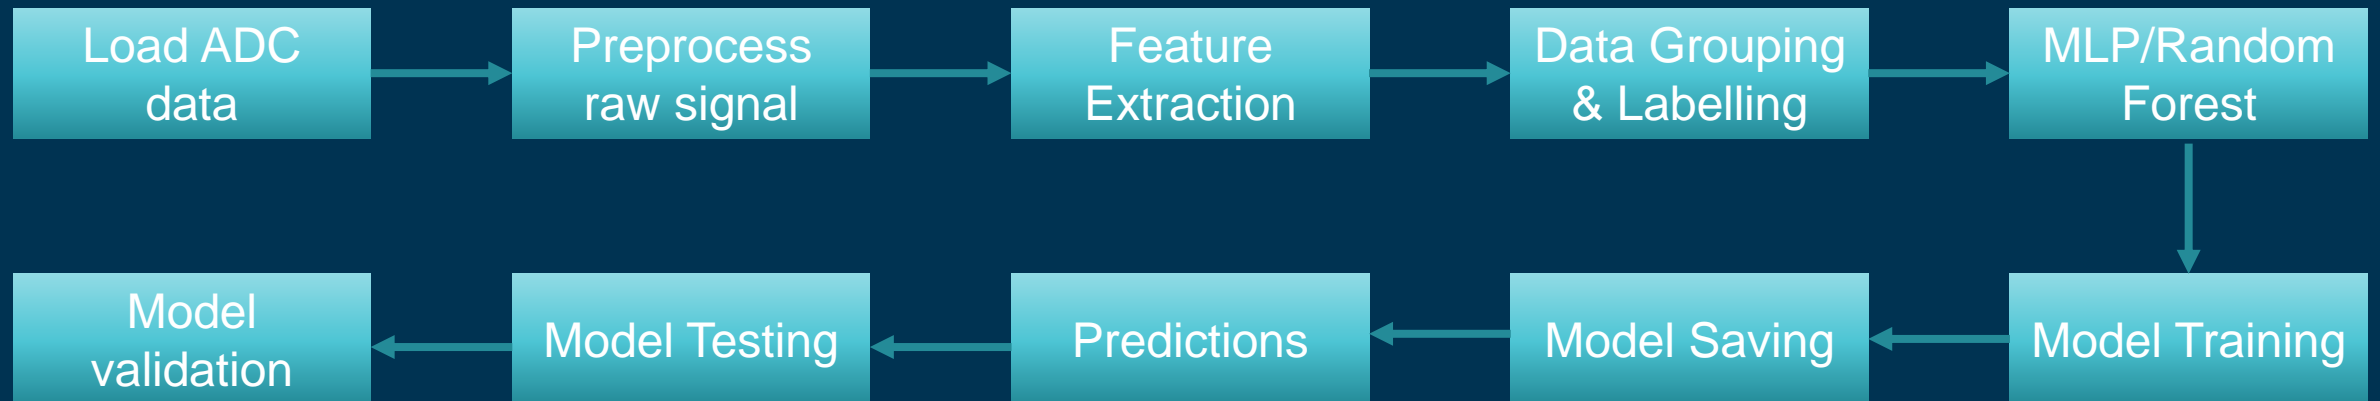 Load ADC
data
Preprocess
raw signal
Feature
Extraction
Data Grouping
& Labelling
MLP/Random
Forest
Model Training
Model Saving
Predictions
Model Testing
Model
validation